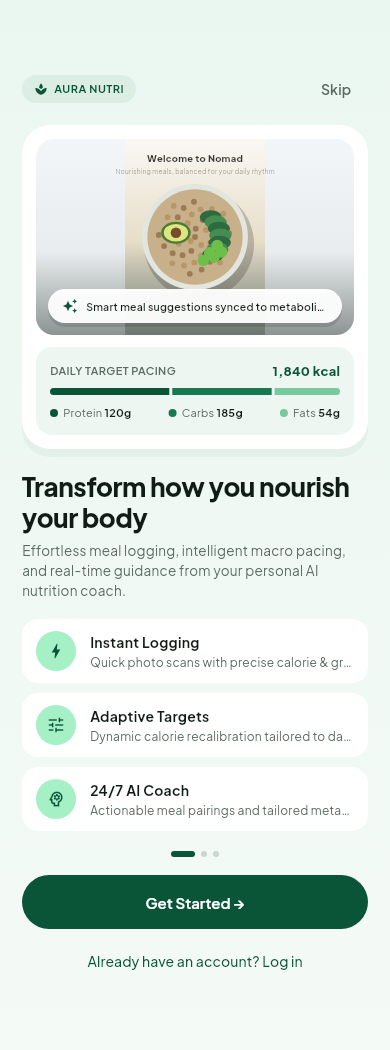 AURA NUTRI
Skip
Welcome to Nomad
Nourishing meals, balanced for your daily rhythm
Smart meal suggestions synced to metaboli...
DAILY TARGET PACING
1,840 kcal
Protein 120g
Carbs 185g
Fats 54g
Transform how you nourish
your body
Effortless meal logging, intelligent macro pacing,
and real-time guidance from your personal AI
nutrition coach.
Instant Logging
Quick photo scans with precise calorie & gr...
Adaptive Targets
Dynamic calorie recalibration tailored to da...
24/7 AI Coach
Actionable meal pairings and tailored meta...
Get Started →
Already have an account? Log in